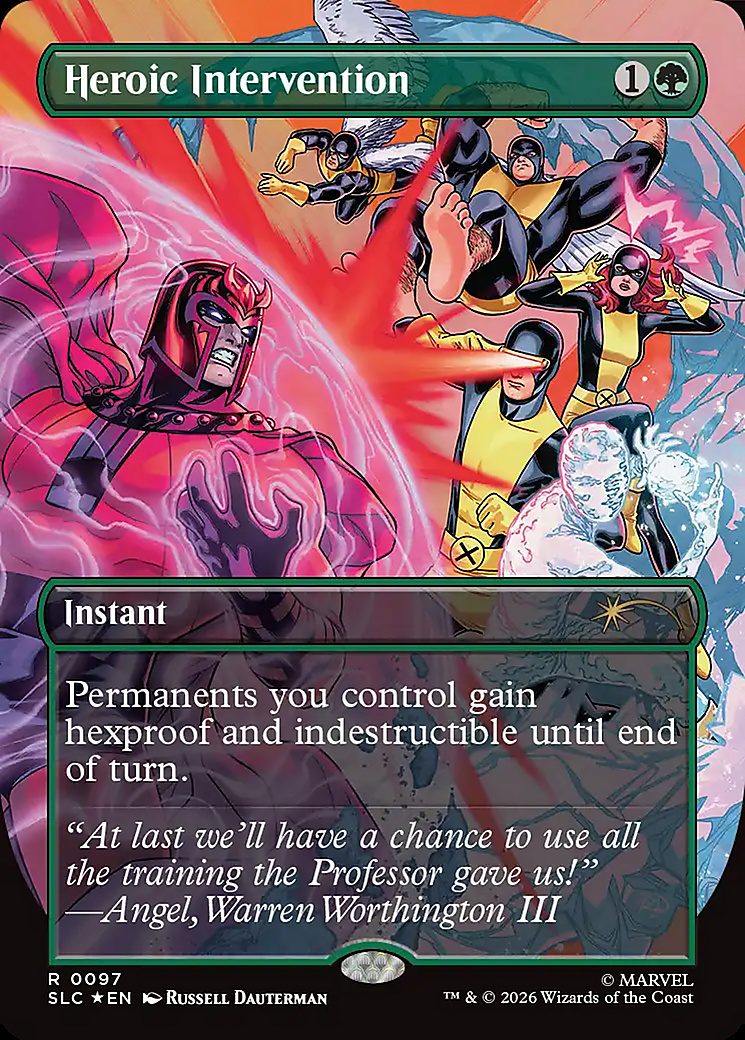 Heroic Intervention 1
Instant
Permanents you control gain
hexproof and indestructible until end
of turn.
“At last we’ll have a chance to use all
the training the Professor gave us!”
—Angel, Warren Worthington III
R 0097
SLC ★ EN Russell Dauterman
© MARVEL
™ & © 2026 Wizards of the Coast